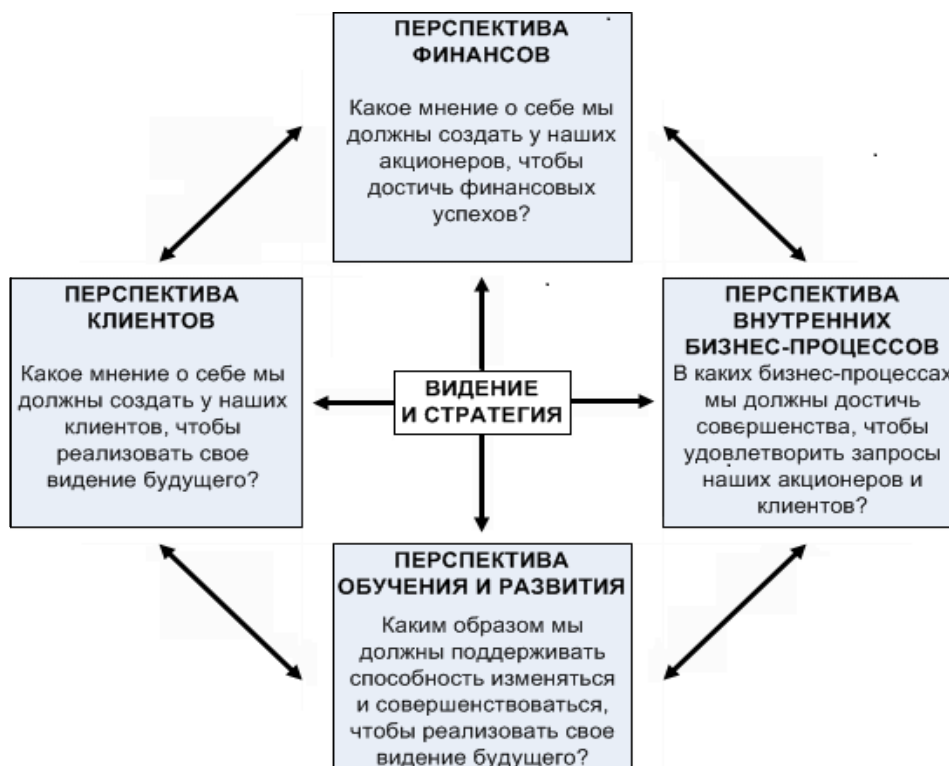 ПЕРСПЕКТИВА
ФИНАНСОВ
Какое мнение о себе мы
должны создать у наших
акционеров, чтобы
достичь финансовых
успехов?
ПЕРСПЕКТИВА
КЛИЕНТОВ
Какое мнение о себе мы
должны создать у наших
клиентов, чтобы
реализовать свое
видение будущего?
ВИДЕНИЕ
И СТРАТЕГИЯ
ПЕРСПЕКТИВА
ВНУТРЕННИХ
БИЗНЕС-ПРОЦЕССОВ
В каких бизнес-процессах
мы должны достичь
совершенства, чтобы
удовлетворить запросы
наших акционеров и
клиентов?
ПЕРСПЕКТИВА
ОБУЧЕНИЯ И РАЗВИТИЯ
Каким образом мы
должны поддерживать
способность изменяться
и совершенствоваться,
чтобы реализовать свое
видение будущего?